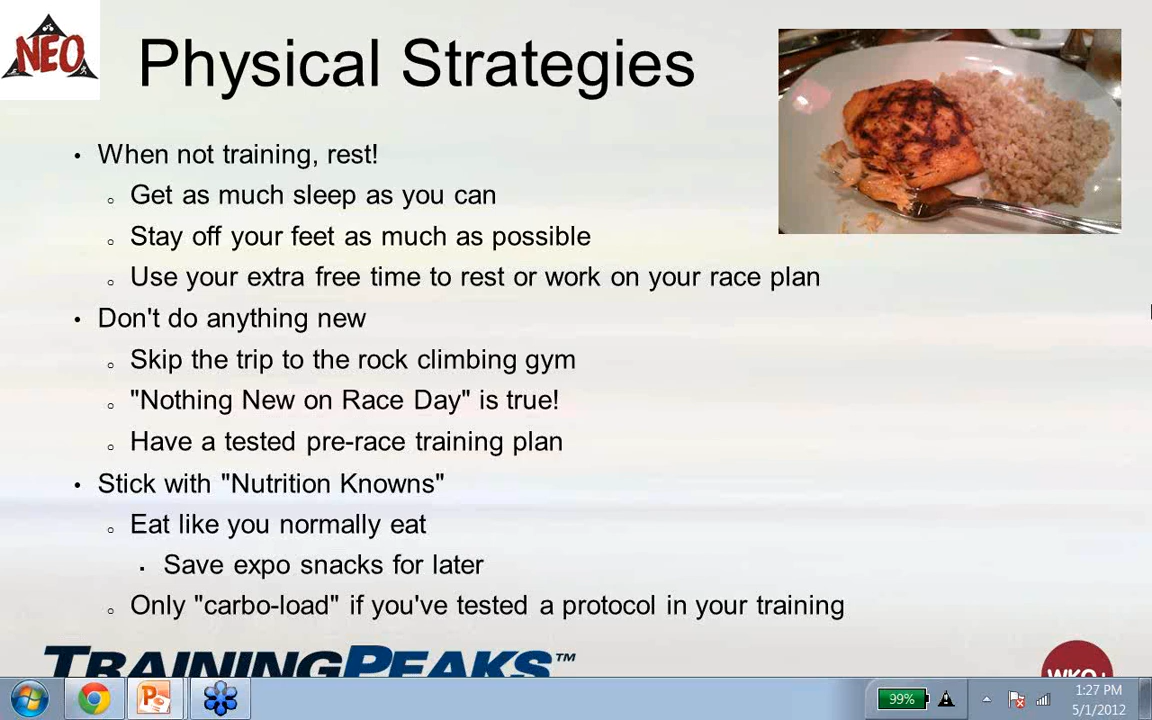 NEO
Physical Strategies
• When not training, rest!
o Get as much sleep as you can
o Stay off your feet as much as possible
o Use your extra free time to rest or work on your race plan
• Don't do anything new
o Skip the trip to the rock climbing gym
o "Nothing New on Race Day" is true!
o Have a tested pre-race training plan
• Stick with "Nutrition Knowns"
o Eat like you normally eat
▪ Save expo snacks for later
o Only "carbo-load" if you've tested a protocol in your training
TRAININGPEAKS™
WKO+
99%
1:27 PM
5/1/2012